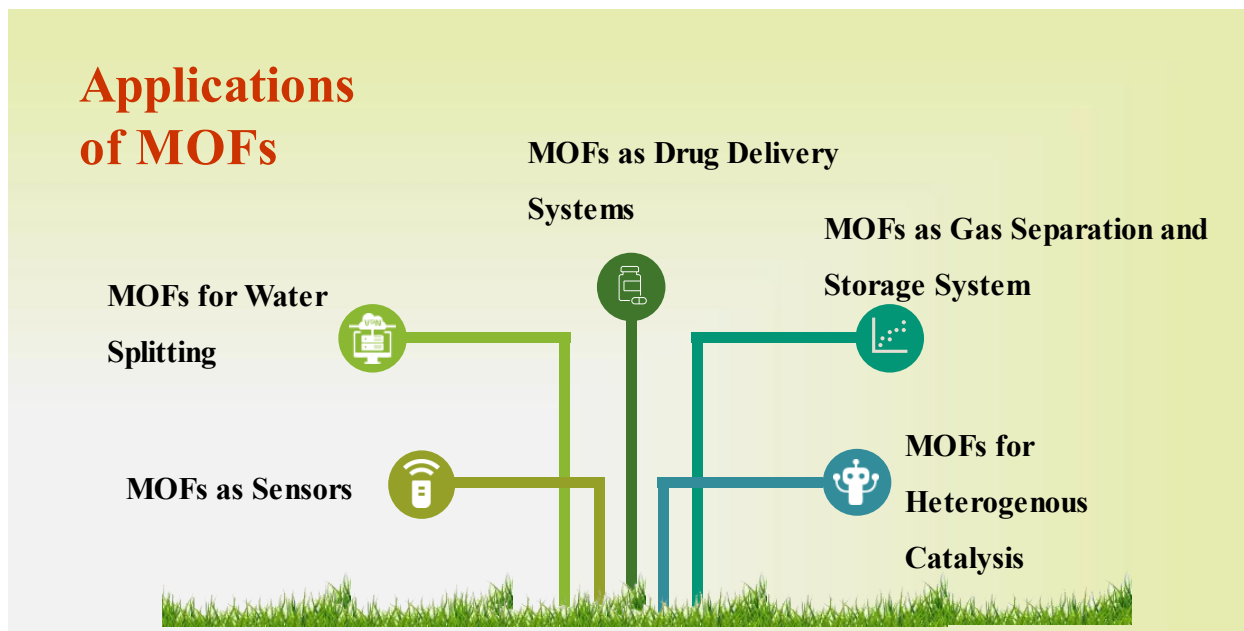 Applications
of MOFs
MOFs as Drug Delivery
Systems
MOFs as Gas Separation and
Storage System
MOFs for Water
Splitting
VPN
MOFs as Sensors
MOFs for
Heterogenous
Catalysis